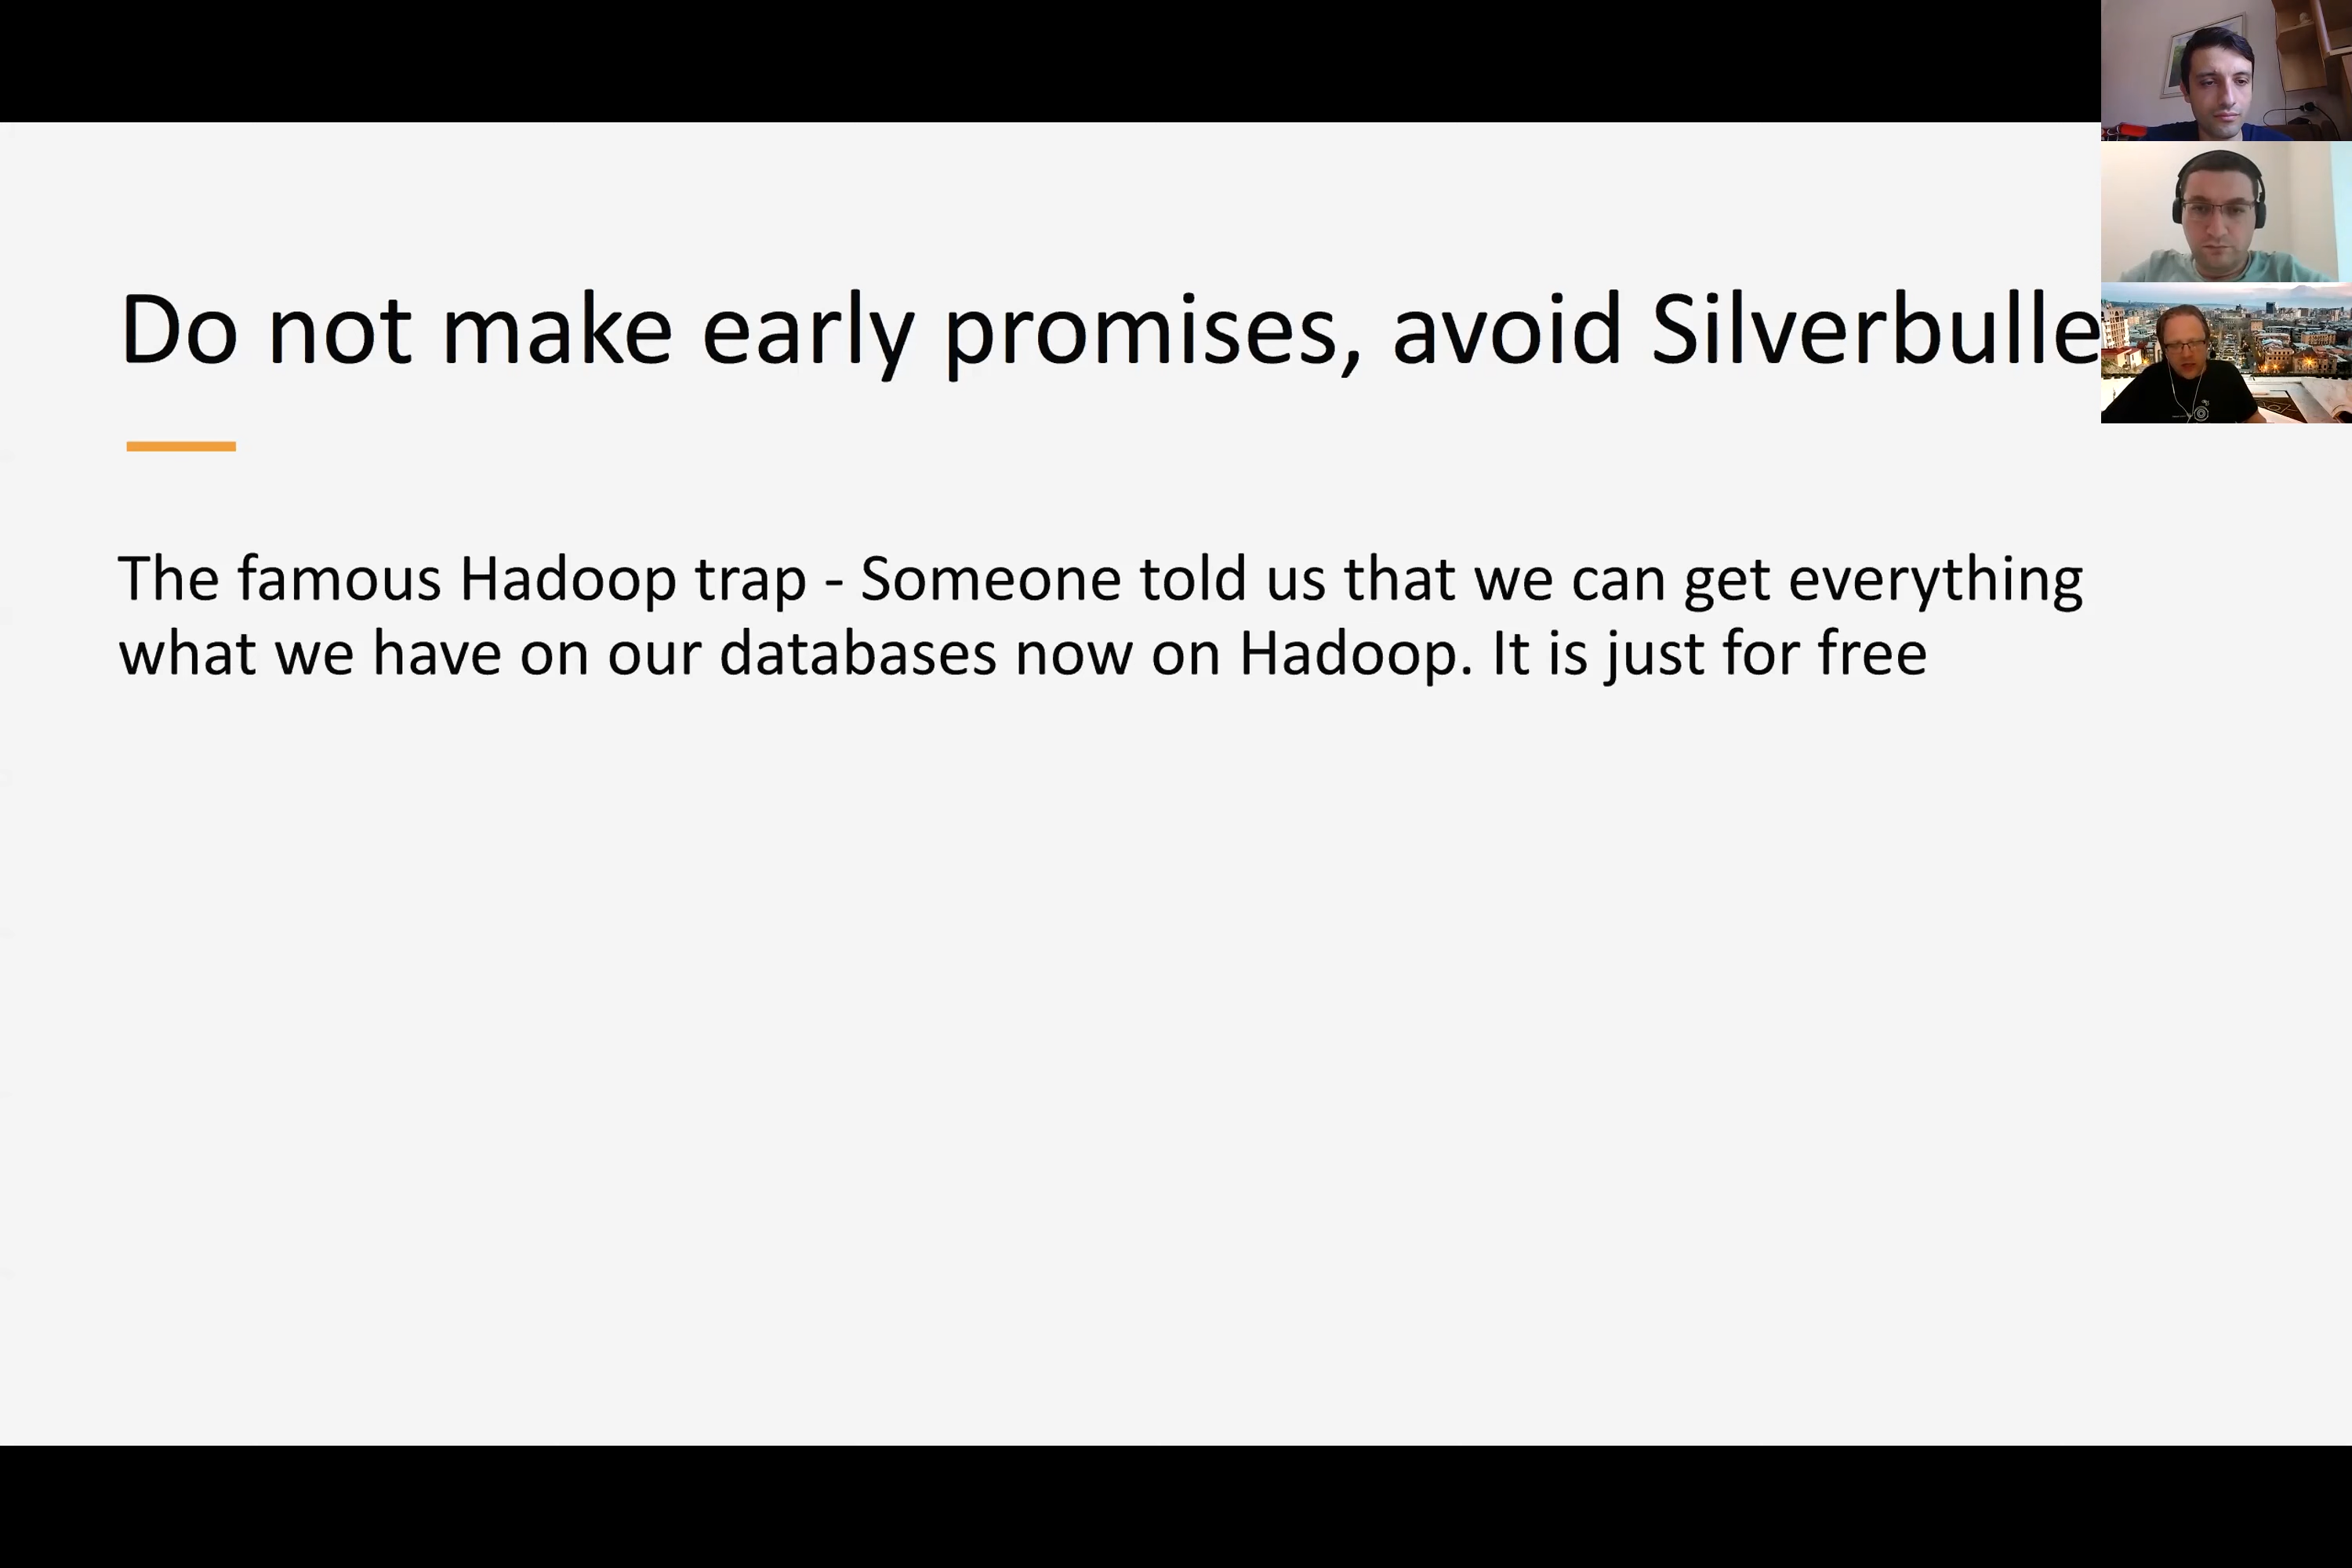 Do not make early promises, avoid Silverbulle
The famous Hadoop trap - Someone told us that we can get everything
what we have on our databases now on Hadoop. It is just for free